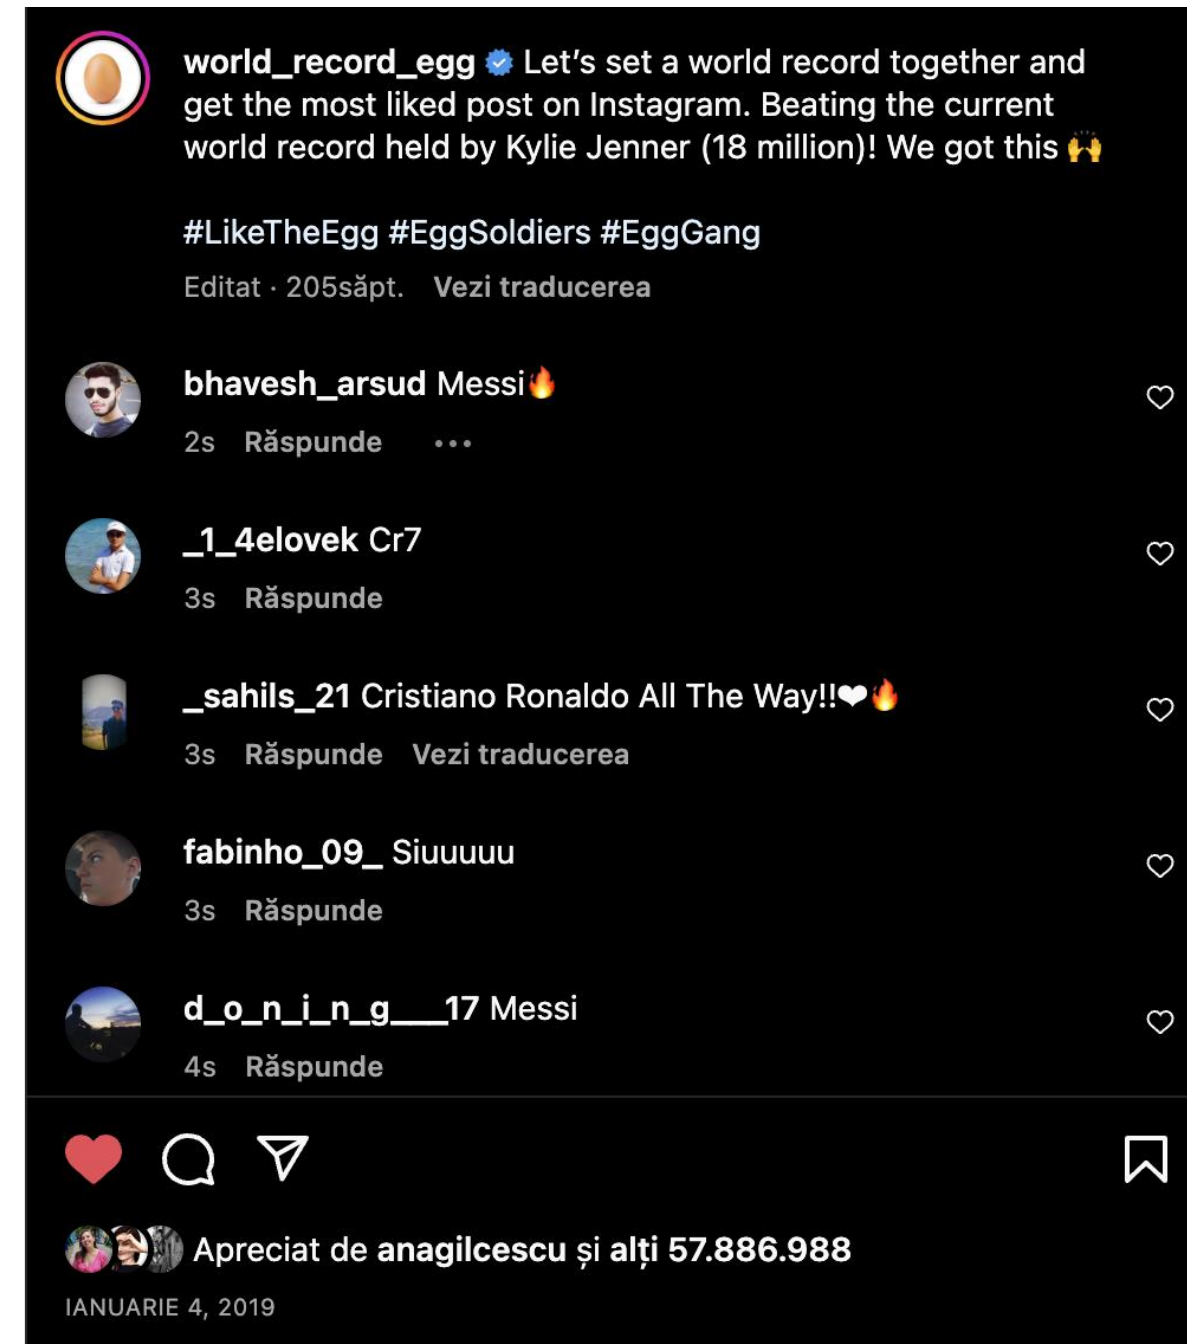 world_record_egg Let’s set a world record together and
get the most liked post on Instagram. Beating the current
world record held by Kylie Jenner (18 million)! We got this 🙌
#LikeTheEgg #EggSoldiers #EggGang
Editat · 205săpt. Vezi traducerea
bhavesh_arsud Messi🔥
2s Răspunde ...
_1_4elovek Cr7
3s Răspunde
_sahils_21 Cristiano Ronaldo All The Way!!❤🔥
3s Răspunde Vezi traducerea
fabinho_09_ Siuuuuu
3s Răspunde
d_o_n_i_n_g___17 Messi
4s Răspunde
Apreciat de anagilcescu și alți 57.886.988
IANUARIE 4, 2019